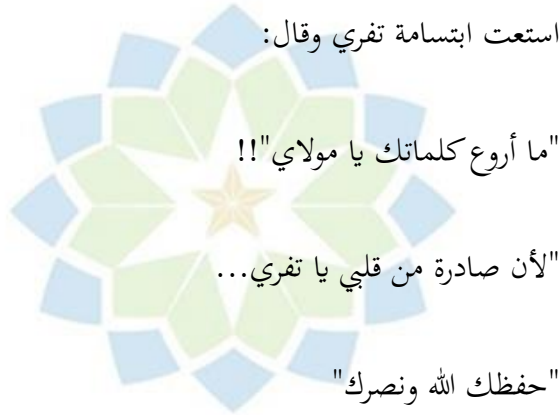 استعت ابتسامة تفري وقال:
"ما أروع كلماتك يا مولاي"!!
"لأن صادرة من قلبي يا تفري...
"حفظك الله ونصرك"